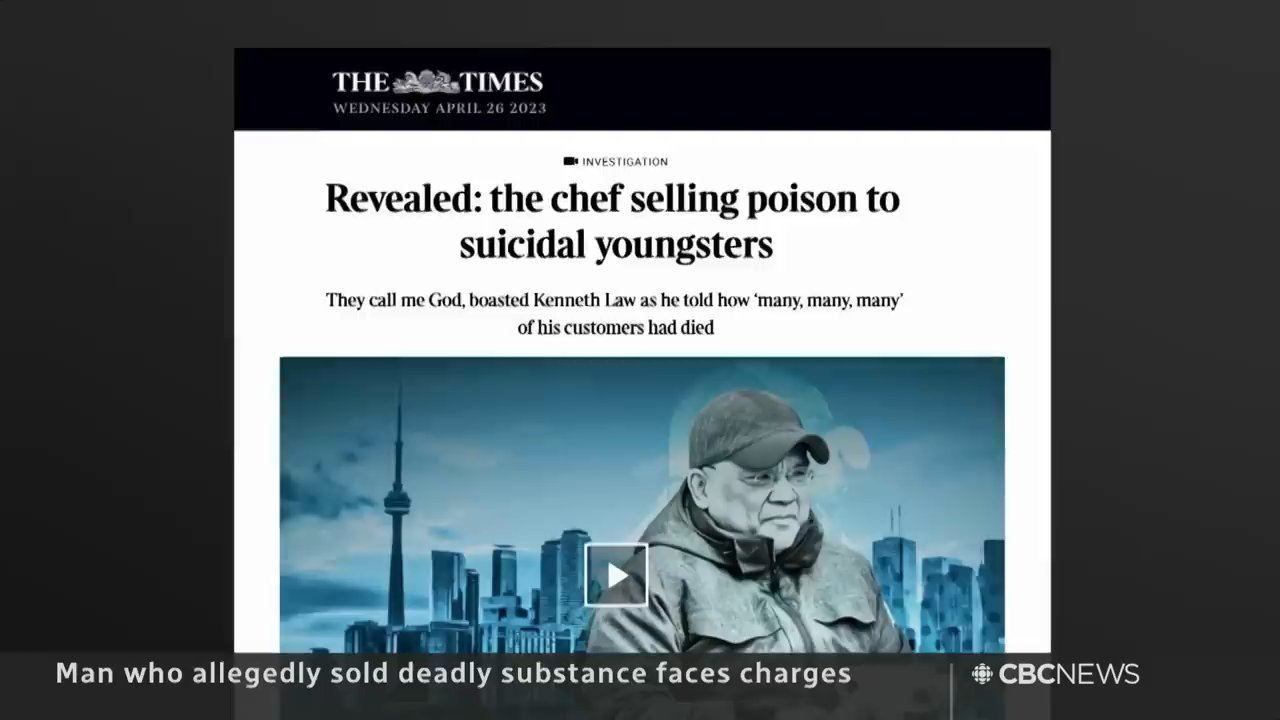 THE TIMES
WEDNESDAY APRIL 26 2023
INVESTIGATION
Revealed: the chef selling poison to
suicidal youngsters
They call me God, boasted Kenneth Law as he told how ‘many, many, many’
of his customers had died
Man who allegedly sold deadly substance faces charges
CBCNEWS